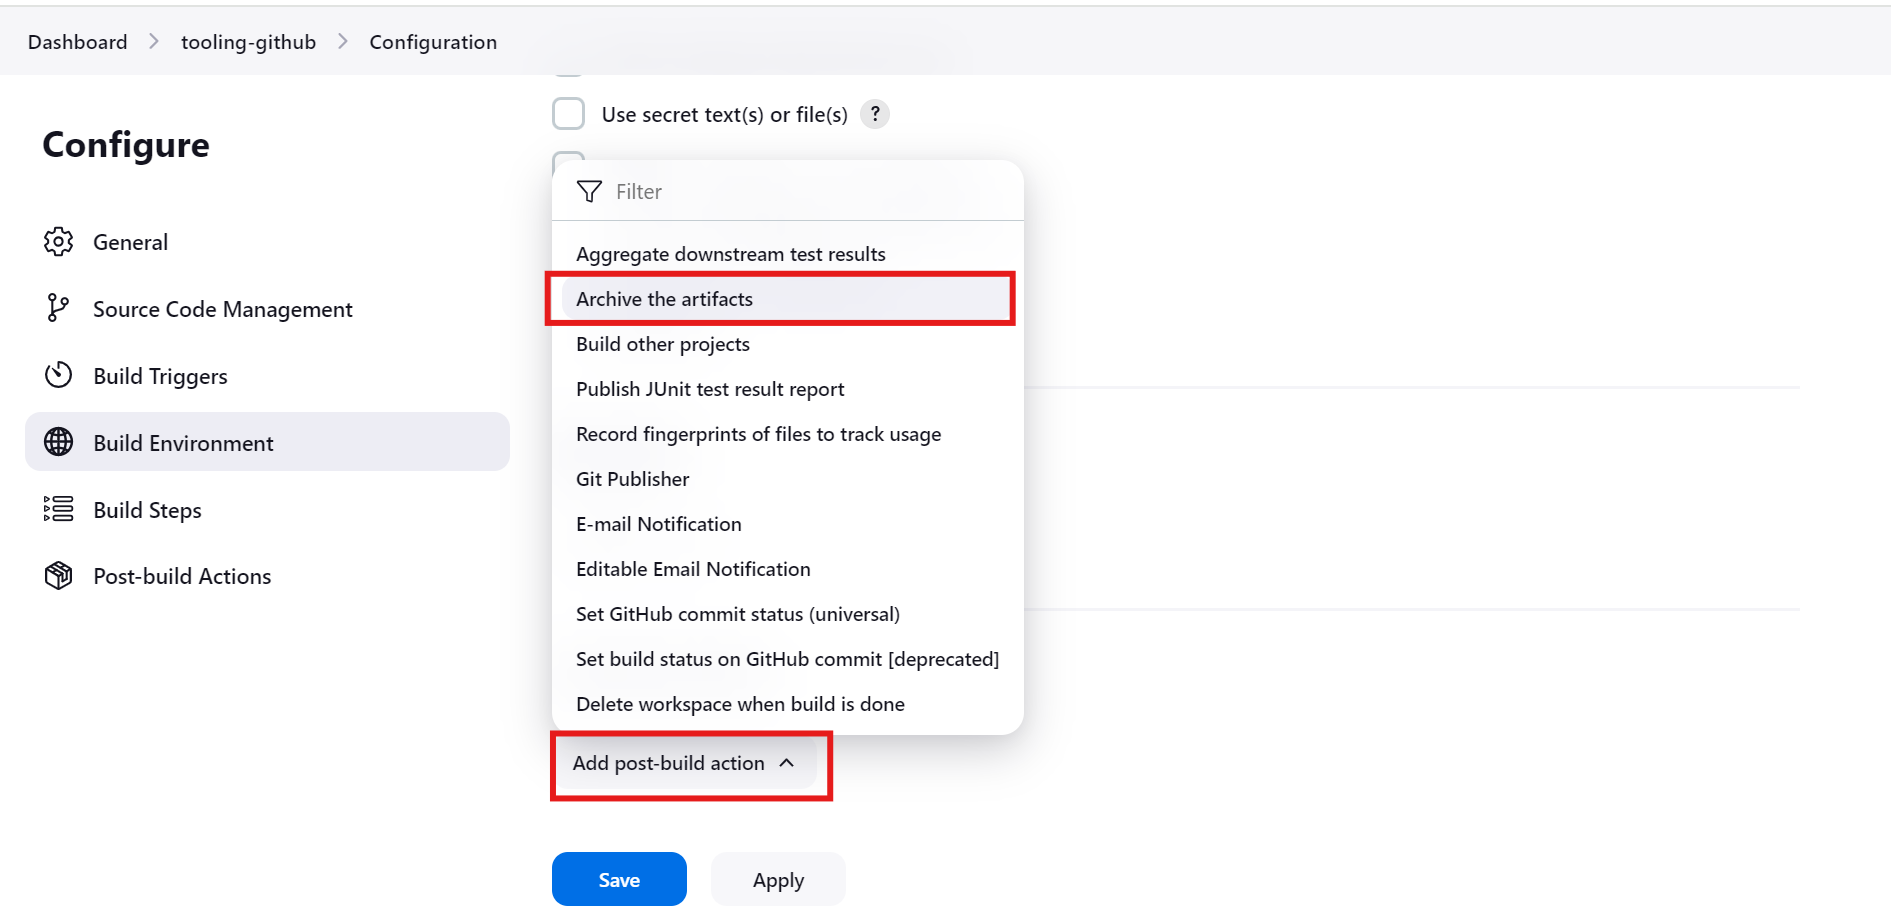 Dashboard > tooling-github > Configuration
Configure
General
Source Code Management
Build Triggers
Build Environment
Build Steps
Post-build Actions
Use secret text(s) or file(s) ?
Filter
Aggregate downstream test results
Archive the artifacts
Build other projects
Publish JUnit test result report
Record fingerprints of files to track usage
Git Publisher
E-mail Notification
Editable Email Notification
Set GitHub commit status (universal)
Set build status on GitHub commit [deprecated]
Delete workspace when build is done
Add post-build action
Save Apply